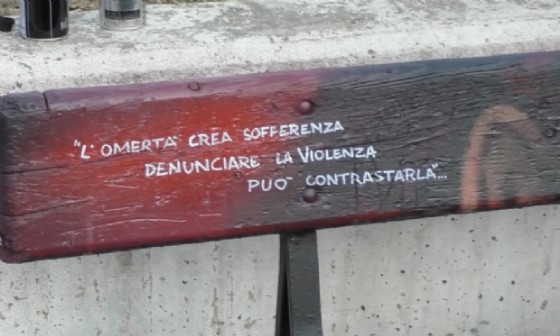 "L' OMERTA' CREA SOFFERENZA
DENUNCIARE LA VIOLENZA
PUO' CONTRASTARLA"...